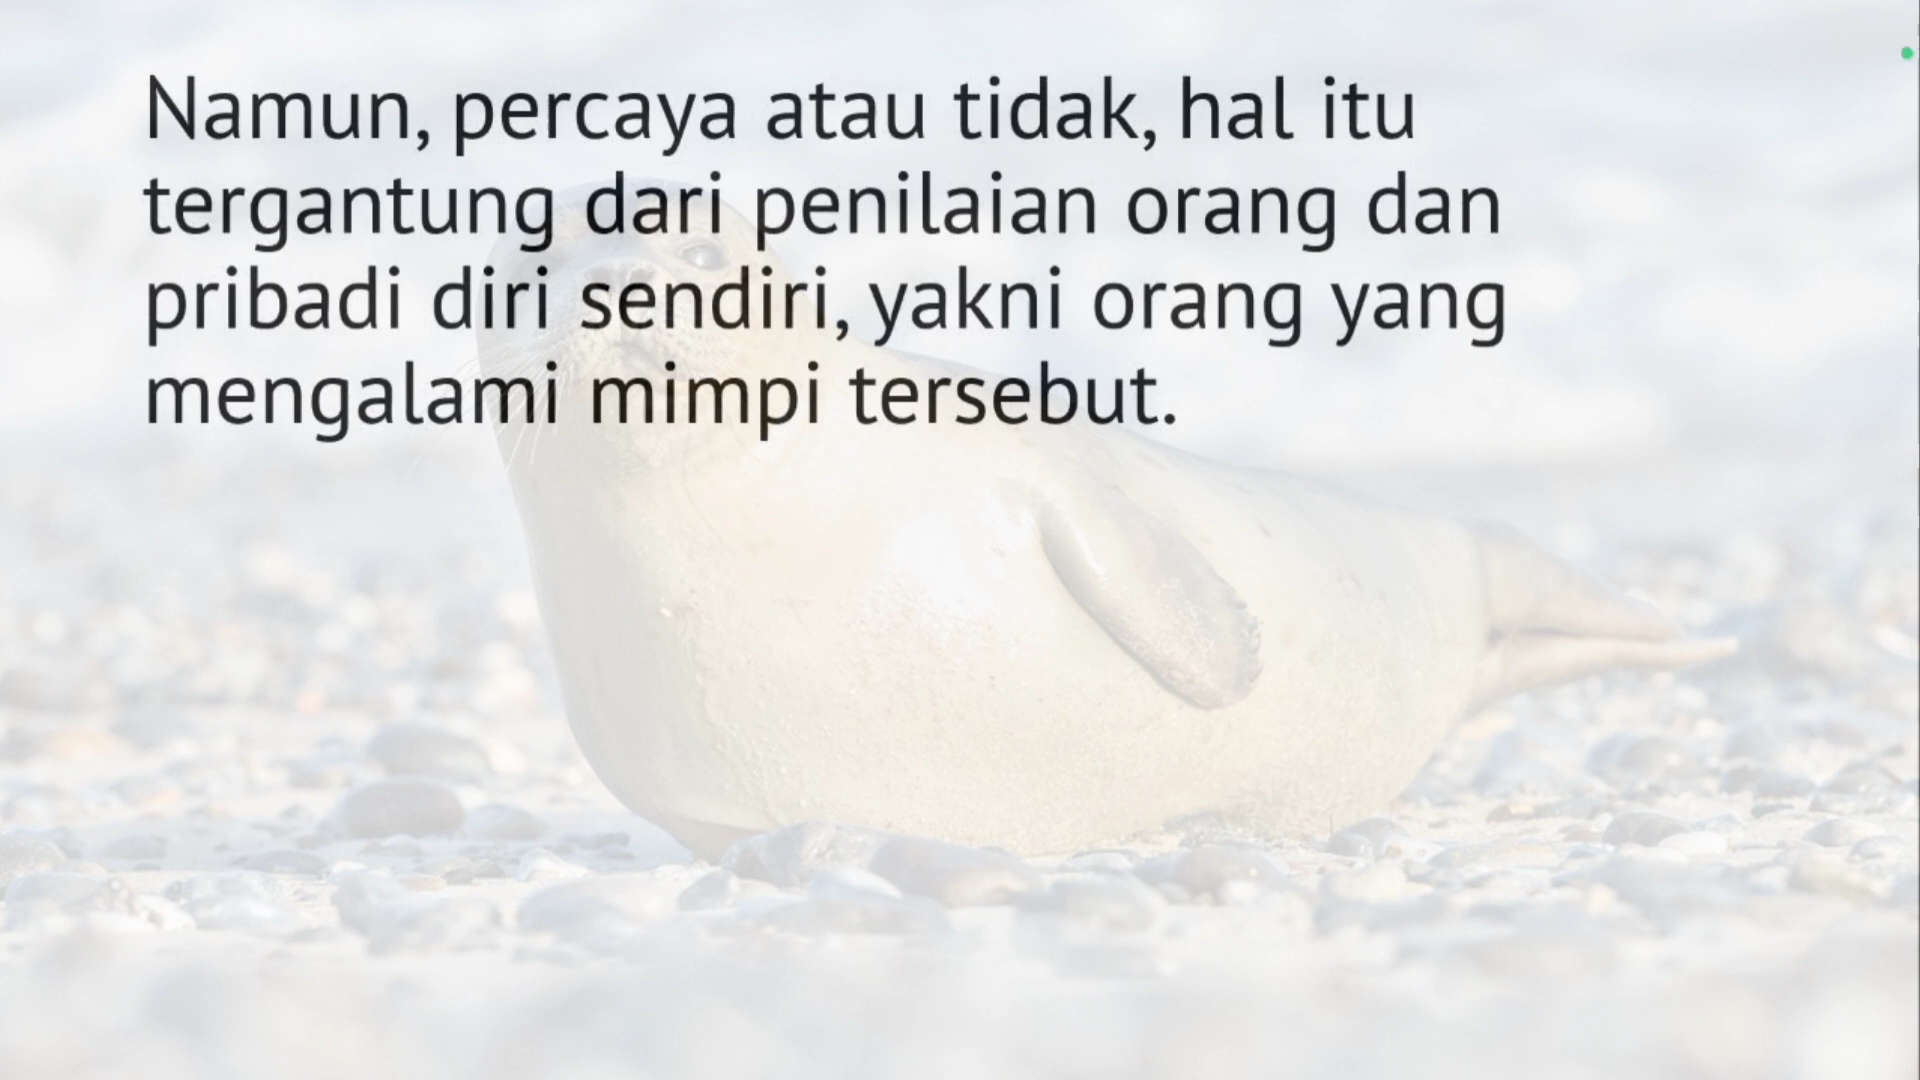 Namun, percaya atau tidak, hal itu
tergantung dari penilaian orang dan
pribadi diri sendiri, yakni orang yang
mengalami mimpi tersebut.